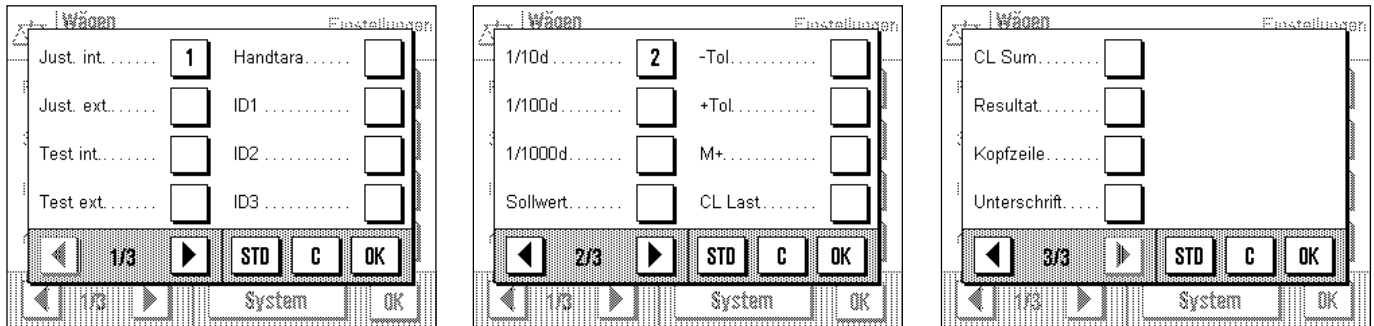 Wägen Einstellungen
Just. int........ 1 Handtara......
Just. ext........ ID1 ...........
Test int........ ID2 ...........
Test ext....... ID3 ...........
1/3 STD C OK
1/3 System OK
Wägen Einstellungen
1/10d ......... 2 -Tol............
1/100d........ +Tol............
1/1000d....... M+............
Sollwert....... CL Last.......
2/3 STD C OK
1/3 System OK
Wägen Einstellungen
CL Sum.......
Resultat........
Kopfzeile.......
Unterschrift.....
3/3 STD C OK
1/3 System OK